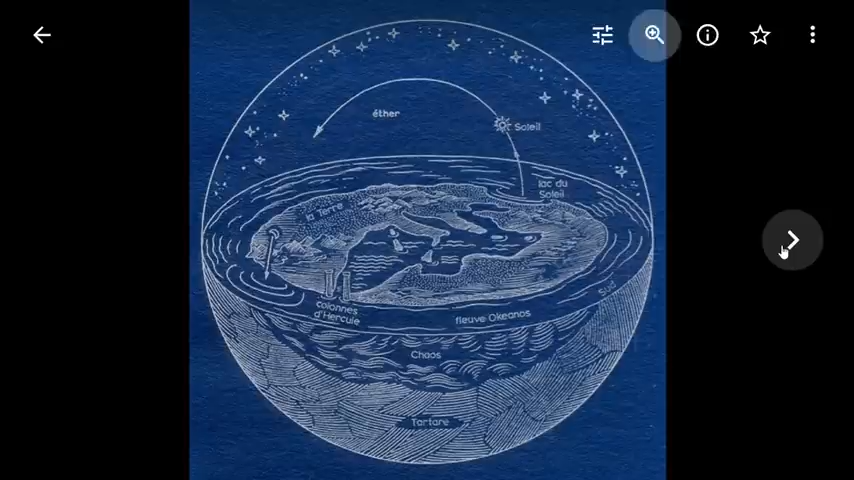 éther
Soleil
lac du
Soleil
la Terre
Sud
colonnes
d'Hercule
fleuve Okeanos
Chaos
Tartare